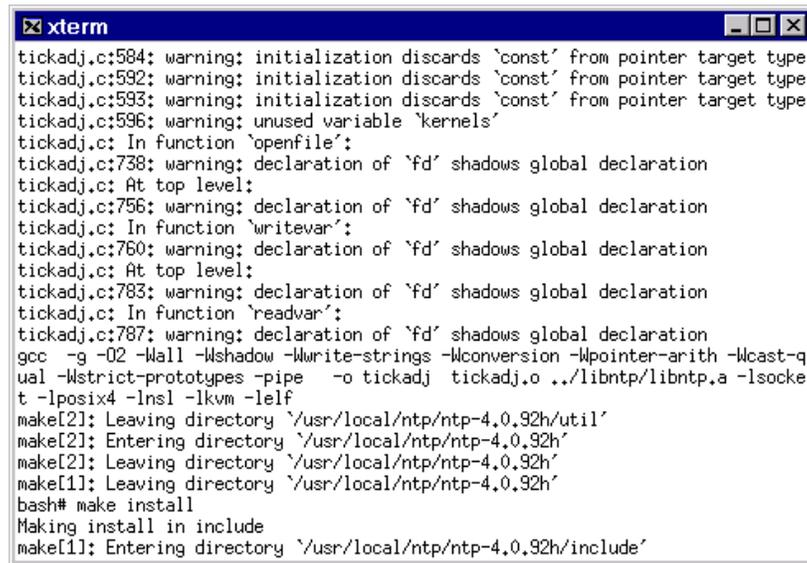 xterm
tickadj.c:584: warning: initialization discards `const' from pointer target type
tickadj.c:592: warning: initialization discards `const' from pointer target type
tickadj.c:593: warning: initialization discards `const' from pointer target type
tickadj.c:596: warning: unused variable `kernels'
tickadj.c: In function `openfile':
tickadj.c:738: warning: declaration of `fd' shadows global declaration
tickadj.c: At top level:
tickadj.c:756: warning: declaration of `fd' shadows global declaration
tickadj.c: In function `writevar':
tickadj.c:760: warning: declaration of `fd' shadows global declaration
tickadj.c: At top level:
tickadj.c:783: warning: declaration of `fd' shadows global declaration
tickadj.c: In function `readvar':
tickadj.c:787: warning: declaration of `fd' shadows global declaration
gcc  -g -O2 -Wall -Wshadow -Wwrite-strings -Wconversion -Wpointer-arith -Wcast-q
ual -Wstrict-prototypes -pipe   -o tickadj  tickadj.o ../libntp/libntp.a -lsocke
t -lposix4 -lnsl -lkvm -lelf
make[2]: Leaving directory `/usr/local/ntp/ntp-4.0.92h/util'
make[2]: Entering directory `/usr/local/ntp/ntp-4.0.92h'
make[2]: Leaving directory `/usr/local/ntp/ntp-4.0.92h'
make[1]: Leaving directory `/usr/local/ntp/ntp-4.0.92h'
bash# make install
Making install in include
make[1]: Entering directory `/usr/local/ntp/ntp-4.0.92h/include'